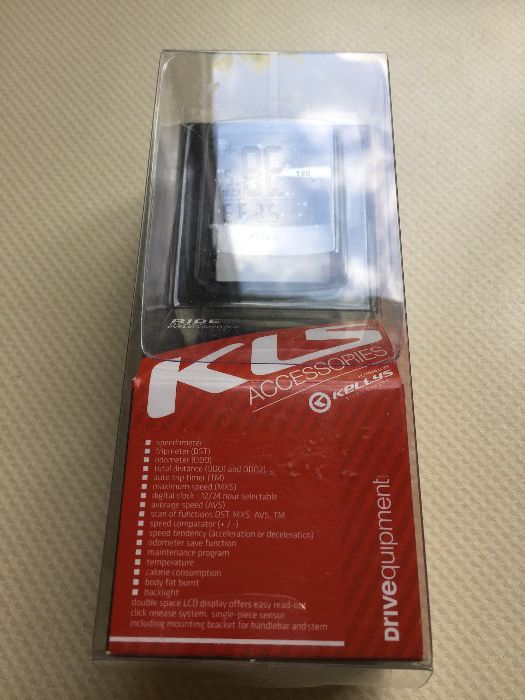 DST
RIDE
KLS
ACCESSORIES
KELLYS
speedometer
tripmeter (DST)
odometer (ODO)
total distance (ODO1 and ODO2)
auto trip timer (TM)
maximum speed (MXS)
digital clock - 12/24 hour selectable
average speed (AVS)
scan of functions DST, MXS, AVS, TM
speed comparator (+ / -)
speed tendency (acceleration or deceleration)
odometer save function
maintenance program
temperature
calorie consumption
body fat burnt
backlight
double space LCD display offers easy read-out
click release system, single-piece sensor
including mounting bracket for handlebar and stem
DRIVequipment